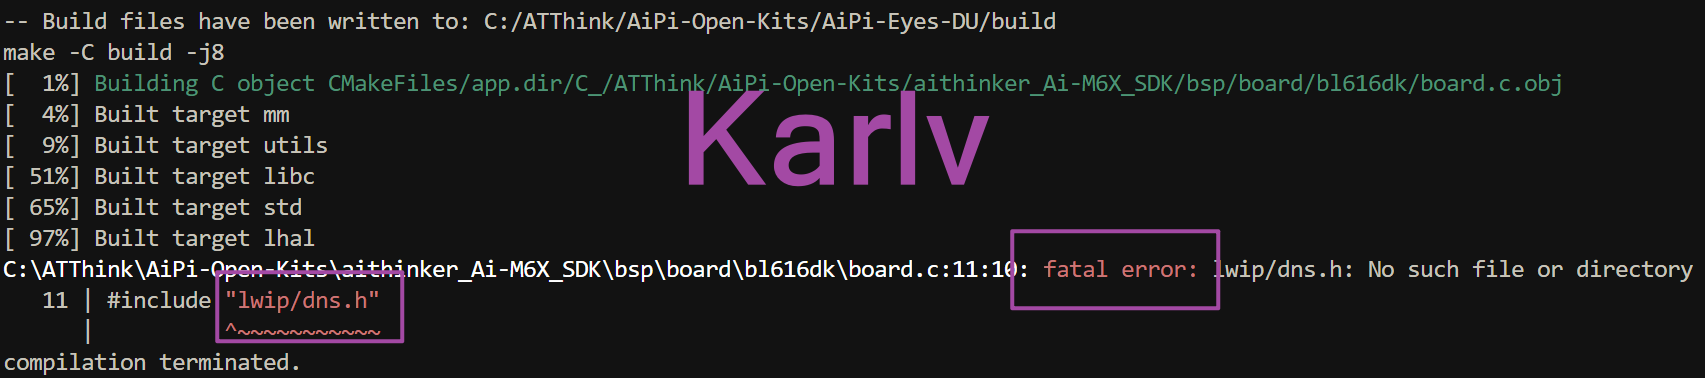 -- Build files have been written to: C:/ATThink/AiPi-Open-Kits/AiPi-Eyes-DU/build
make -C build -j8
[  1%] Building C object CMakeFiles/app.dir/C_/ATThink/AiPi-Open-Kits/aithinker_Ai-M6X_SDK/bsp/board/bl616dk/board.c.obj
[  4%] Built target mm
[  9%] Built target utils
[ 51%] Built target libc
[ 65%] Built target std
[ 97%] Built target lhal
Karlv
C:\ATThink\AiPi-Open-Kits\aithinker_Ai-M6X_SDK\bsp\board\bl616dk\board.c:11:10: fatal error: lwip/dns.h: No such file or directory
   11 | #include "lwip/dns.h"
      |          ^~~~~~~~~~~~
compilation terminated.